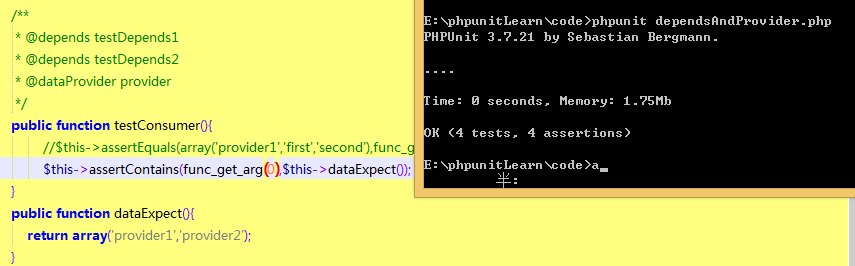 /**
* @depends testDepends1
* @depends testDepends2
* @dataProvider provider
*/
public function testConsumer(){
//$this->assertEquals(array('provider1','first','second'),func_g
$this->assertContains(func_get_arg(0),$this->dataExpect());
}
public function dataExpect(){
return array('provider1','provider2');
}
E:\phpunitLearn\code>phpunit dependsAndProvider.php
PHPUnit 3.7.21 by Sebastian Bergmann.
....
Time: 0 seconds, Memory: 1.75Mb
OK (4 tests, 4 assertions)
E:\phpunitLearn\code>a_
半: